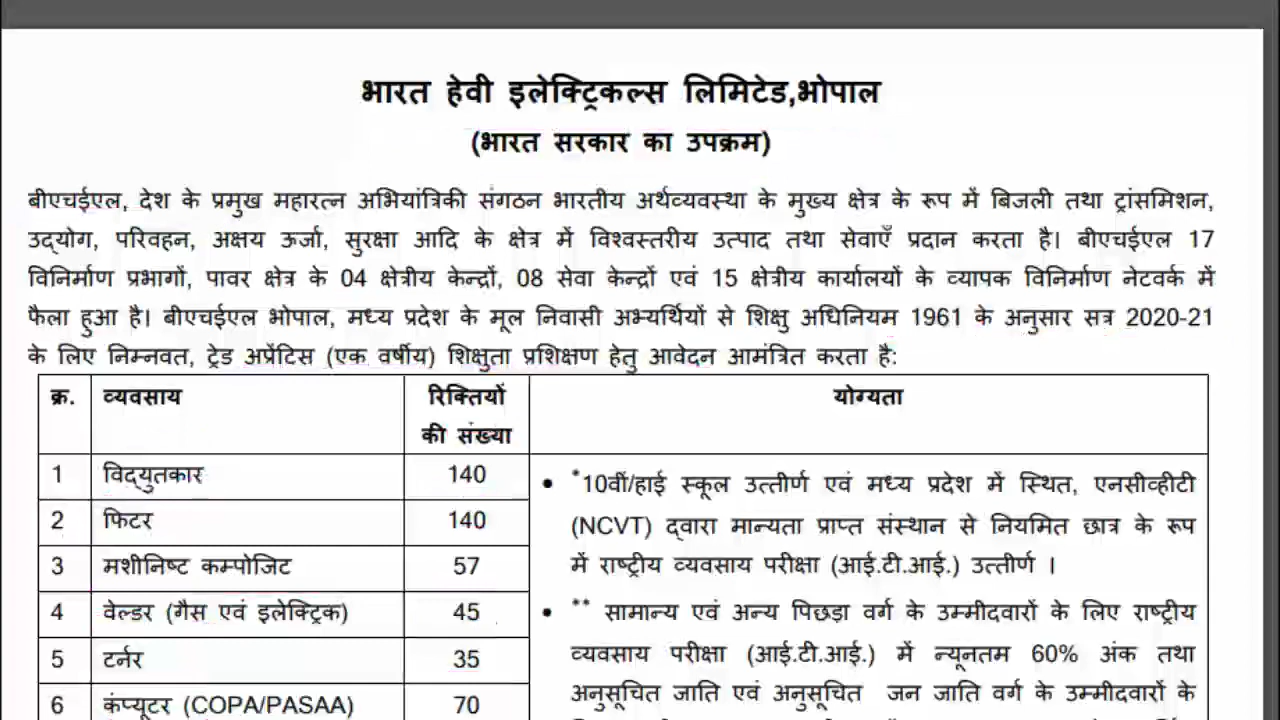 भारत हेवी इलेक्ट्रिकल्स लिमिटेड,भोपाल
(भारत सरकार का उपक्रम)
बीएचईएल, देश के प्रमुख महारत्न अभियांत्रिकी संगठन भारतीय अर्थव्यवस्था के मुख्य क्षेत्र के रूप में बिजली तथा ट्रांसमिशन,
उद्योग, परिवहन, अक्षय ऊर्जा, सुरक्षा आदि के क्षेत्र में विश्वस्तरीय उत्पाद तथा सेवाएँ प्रदान करता है। बीएचईएल 17
विनिर्माण प्रभागों, पावर क्षेत्र के 04 क्षेत्रीय केन्द्रों, 08 सेवा केन्द्रों एवं 15 क्षेत्रीय कार्यालयों के व्यापक विनिर्माण नेटवर्क में
फैला हुआ है। बीएचईएल भोपाल, मध्य प्रदेश के मूल निवासी अभ्यर्थियों से शिक्षु अधिनियम 1961 के अनुसार सत्र 2020-21
के लिए निम्नवत, ट्रेड अप्रेंटिस (एक वर्षीय) शिक्षुता प्रशिक्षण हेतु आवेदन आमंत्रित करता है:
क्र. व्यवसाय रिक्तियों की संख्या योग्यता
1 विद्युतकार 140
2 फिटर 140
3 मशीनिष्ट कम्पोजिट 57
4 वेल्डर (गैस एवं इलेक्ट्रिक) 45
5 टर्नर 35
6 कंप्यूटर (COPA/PASAA) 70
• *10वीं/हाई स्कूल उत्तीर्ण एवं मध्य प्रदेश में स्थित, एनसीव्हीटी
(NCVT) द्वारा मान्यता प्राप्त संस्थान से नियमित छात्र के रूप
में राष्ट्रीय व्यवसाय परीक्षा (आई.टी.आई.) उत्तीर्ण ।
• ** सामान्य एवं अन्य पिछड़ा वर्ग के उम्मीदवारों के लिए राष्ट्रीय
व्यवसाय परीक्षा (आई.टी.आई.) में न्यूनतम 60% अंक तथा
अनुसूचित जाति एवं अनुसूचित जन जाति वर्ग के उम्मीदवारों के